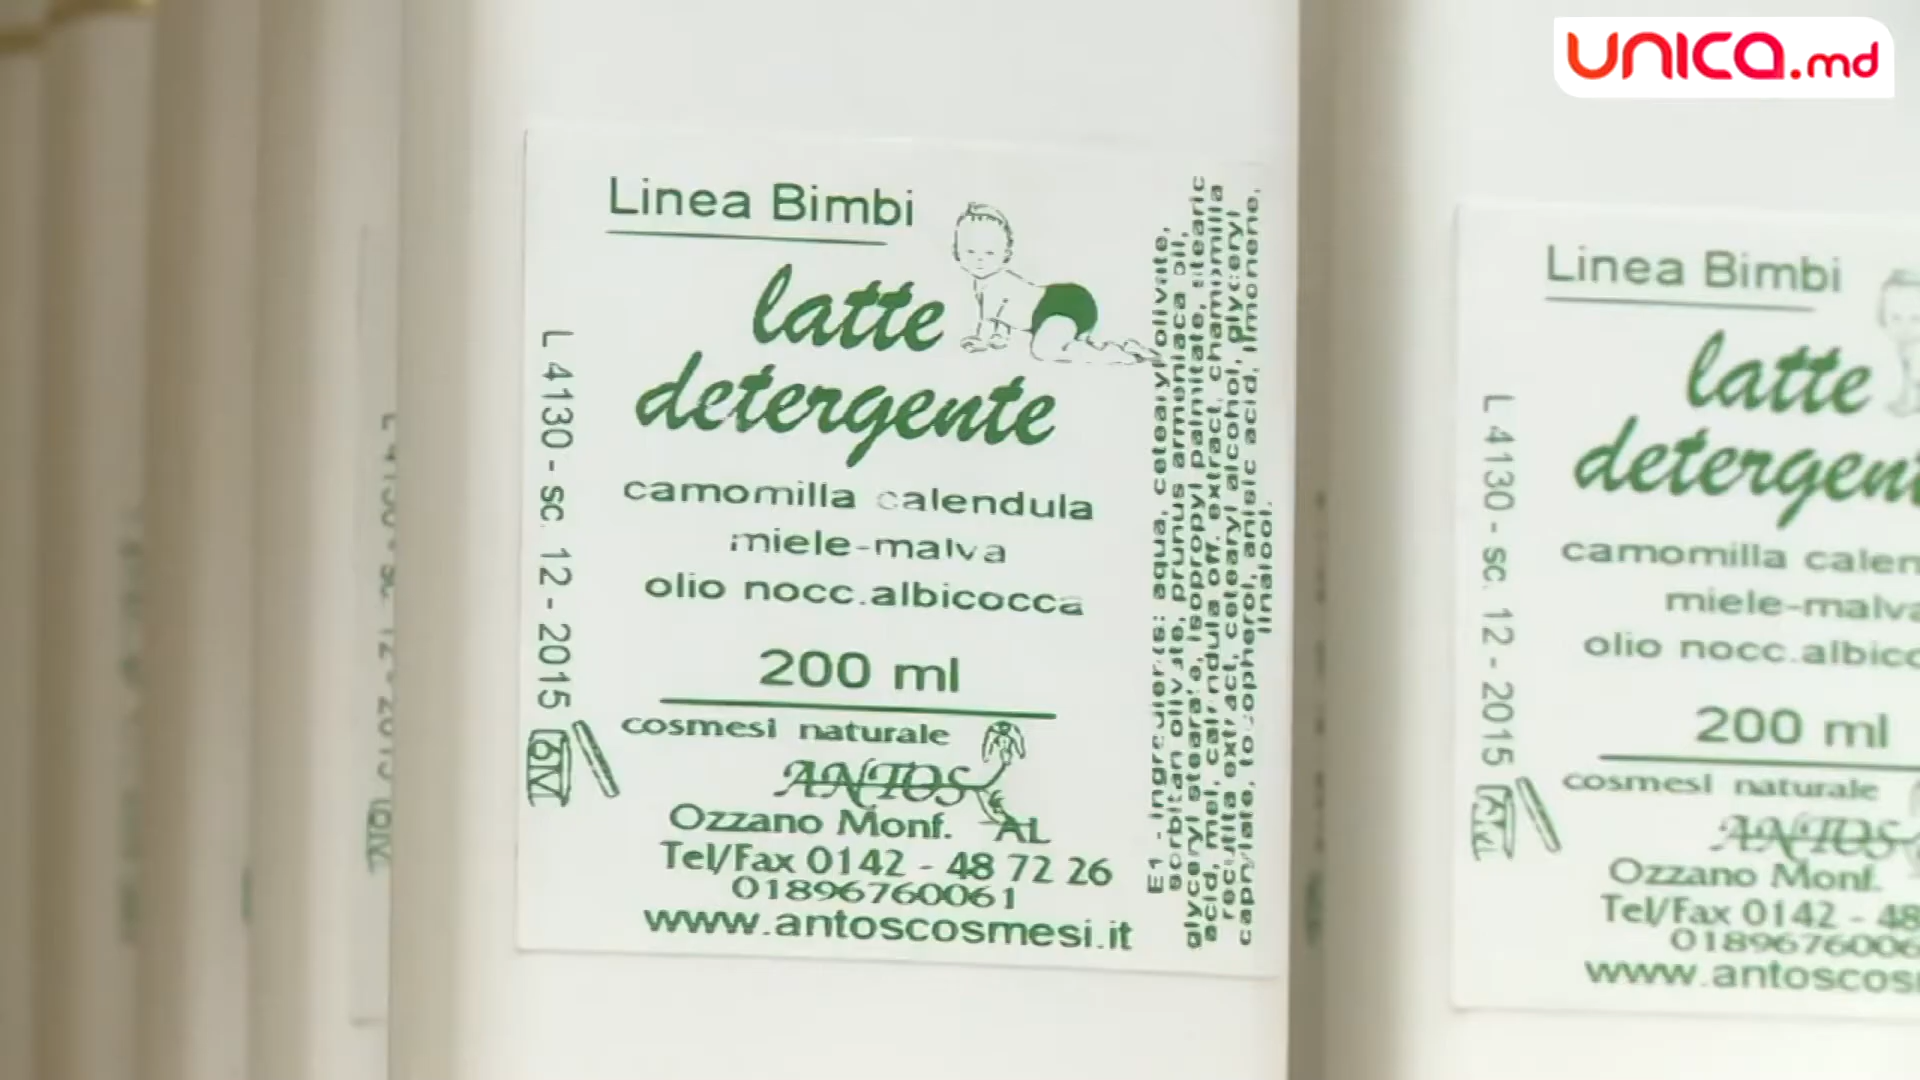 UNICA.md
Linea Bimbi
latte
detergente
camomilla calendula
miele-malva
olio nocc.albicocca
200 ml
cosmesi naturale
ANTOS
Ozzano Monf. AL
Tel/Fax 0142 - 48 72 26
01896760061
www.antoscosmesi.it
L 4130 - sc. 12 - 2015
E1 - ingredients: aqua, cetearyl olivate,
sorbitan olivate, prunus armeniaca oil,
glyceryl stearate, isopropyl palmitate, stearic
acid, mel, calendula off. extract, chamomilla
recutita extract, cetearyl alcohol, glyceryl
caprylate, tocopherol, anisic acid, limonene,
linalool.
Linea Bimbi
latte
detergent
camomilla calen
miele-malva
olio nocc.albicoc
200 ml
cosmesi naturale
ANTOS
Ozzano Monf.
Tel/Fax 0142 - 48
0189676006
www.antoscosm
L 4130 - sc. 12 - 2015